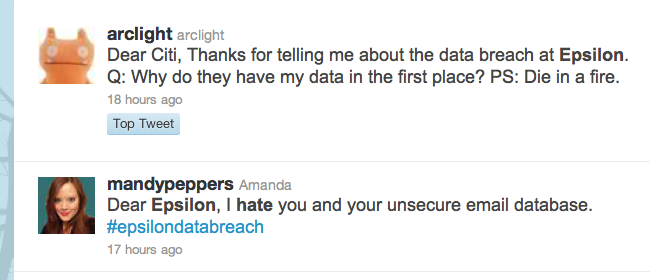 arclight arclight
Dear Citi, Thanks for telling me about the data breach at Epsilon.
Q: Why do they have my data in the first place? PS: Die in a fire.
18 hours ago
Top Tweet
mandypeppers Amanda
Dear Epsilon, I hate you and your unsecure email database.
#epsilondatabreach
17 hours ago